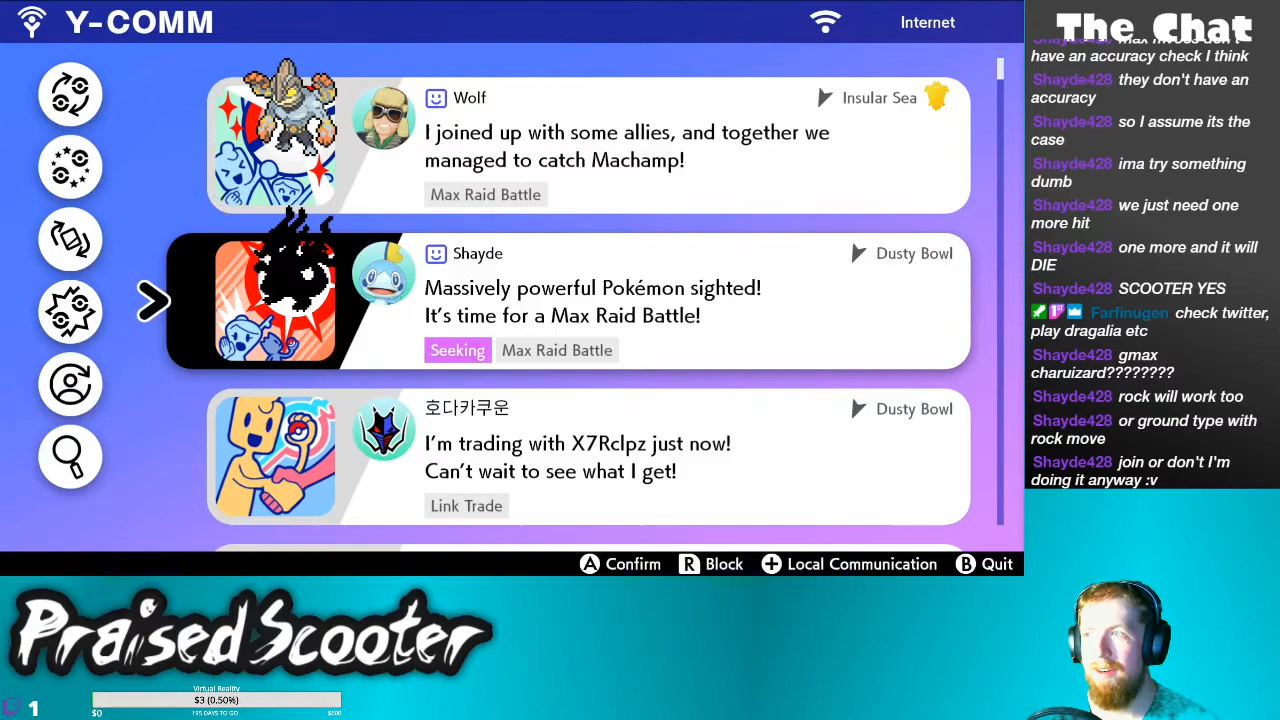 Y-COMM
Internet
Wolf
Insular Sea
I joined up with some allies, and together we
managed to catch Machamp!
Max Raid Battle
Shayde
Dusty Bowl
Massively powerful Pokémon sighted!
It's time for a Max Raid Battle!
Seeking Max Raid Battle
호다카쿠운
Dusty Bowl
I'm trading with X7Rclpz just now!
Can't wait to see what I get!
Link Trade
A Confirm R Block + Local Communication B Quit
The Chat
have an accuracy check I think
Shayde428 they don't have an
accuracy
Shayde428 so I assume its the
case
Shayde428 ima try something
dumb
Shayde428 we just need one
more hit
Shayde428 one more and it will
DIE
Shayde428 SCOOTER YES
Farfinugen check twitter,
play dragalia etc
Shayde428 gmax
charuizard????????
Shayde428 rock will work too
Shayde428 or ground type with
rock move
Shayde428 join or don't I'm
doing it anyway :v
Praised Scooter
1
Virtual Reality
$3 (0.50%)
$0 195 DAYS TO GO $600